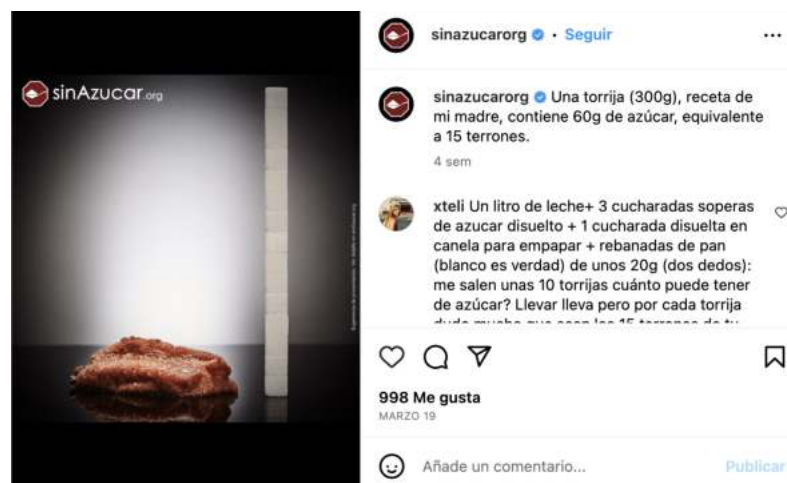 sinAzucar.org
sinazucarorg • Seguir
sinazucarorg Una torrija (300g), receta de
mi madre, contiene 60g de azúcar, equivalente
a 15 terrones.
4 sem
xteli Un litro de leche+ 3 cucharadas soperas
de azucar disuelto + 1 cucharada disuelta en
canela para empapar + rebanadas de pan
(blanco es verdad) de unos 20g (dos dedos):
me salen unas 10 torrijas cuánto puede tener
de azúcar? Llevar lleva pero por cada torrija
998 Me gusta
MARZO 19
Añade un comentario...
Publicar